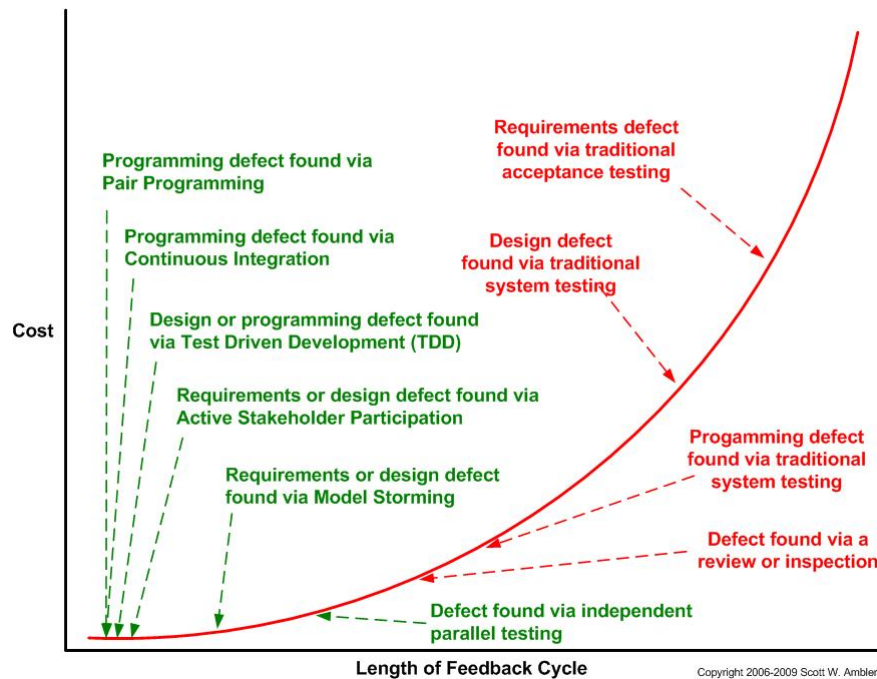 Programming defect found via
Pair Programming
Programming defect found via
Continuous Integration
Design or programming defect found
via Test Driven Development (TDD)
Requirements or design defect found via
Active Stakeholder Participation
Requirements or design defect
found via Model Storming
Defect found via independent
parallel testing
Requirements defect
found via traditional
acceptance testing
Design defect
found via traditional
system testing
Progamming defect
found via traditional
system testing
Defect found via a
review or inspection
Cost
Length of Feedback Cycle
Copyright 2006-2009 Scott W. Ambler